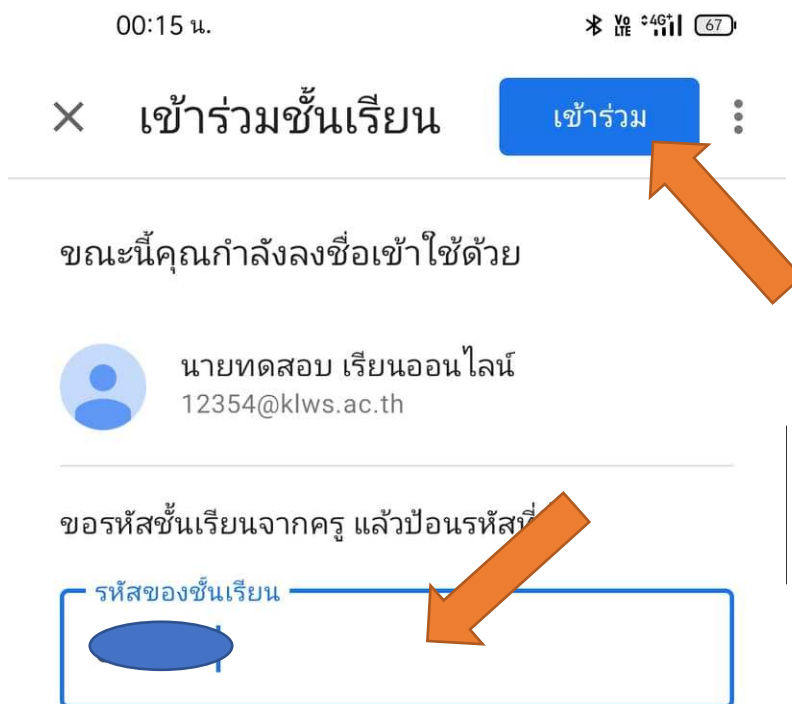 00:15 น. Vo LTE 4G+ 67
เข้าร่วมชั้นเรียน เข้าร่วม
ขณะนี้คุณกำลังลงชื่อเข้าใช้ด้วย
นายทดสอบ เรียนออนไลน์
12354@klws.ac.th
ขอรหัสชั้นเรียนจากครู แล้วป้อนรหัสที่
รหัสของชั้นเรียน